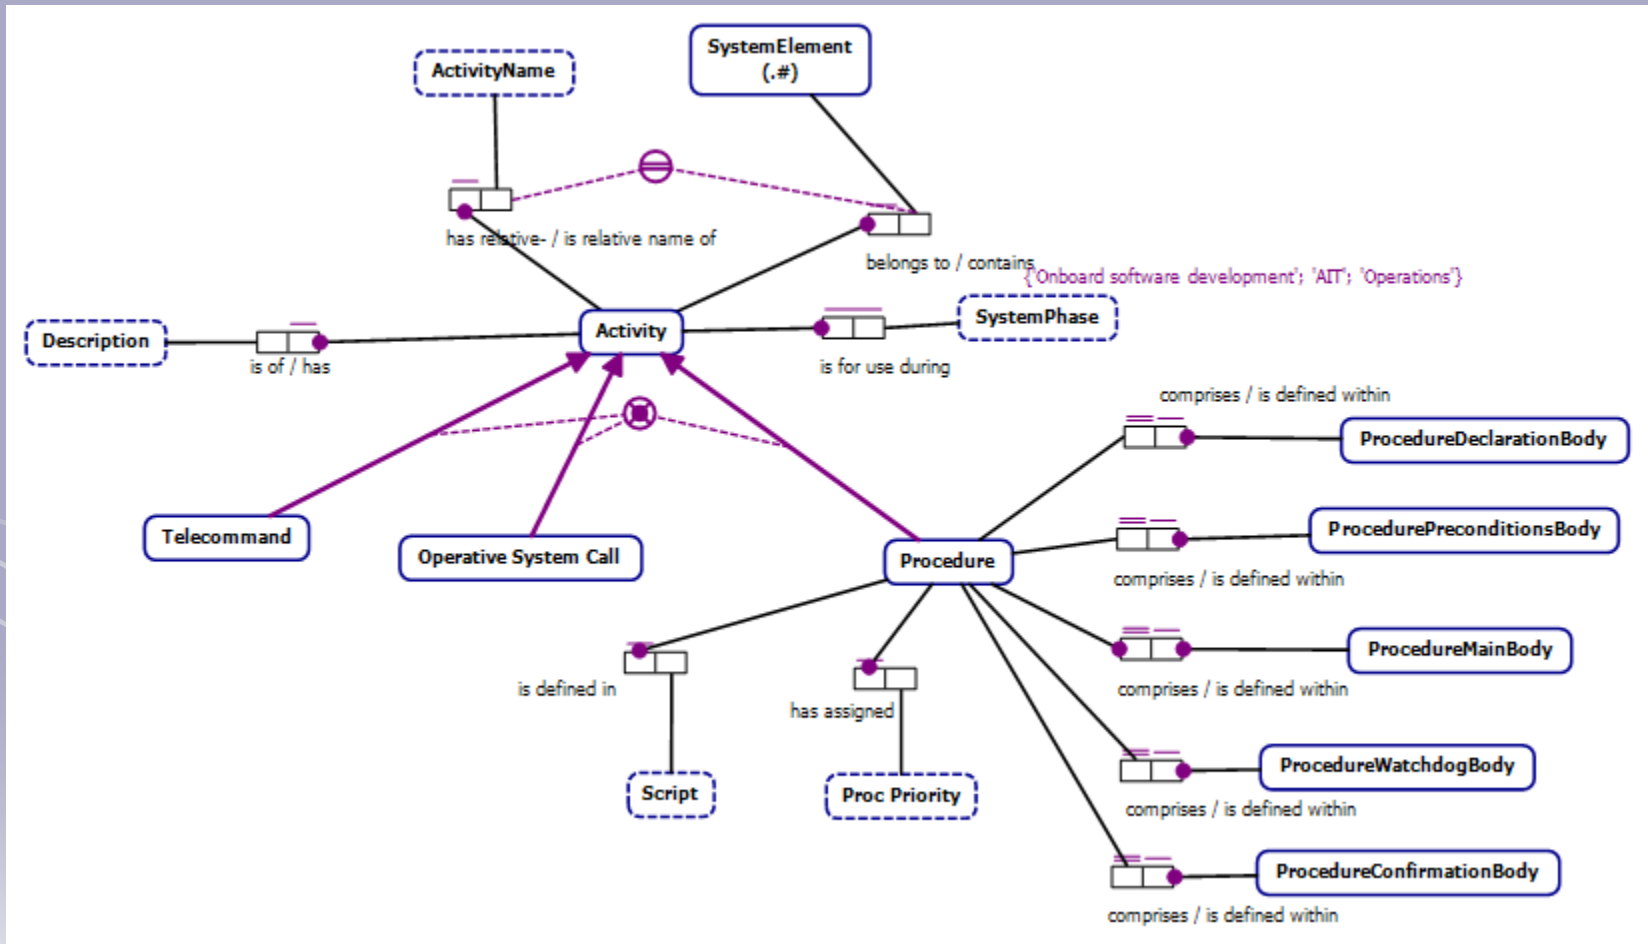 SystemElement
(.#)
ActivityName
has relative- / is relative name of
belongs to / contains
{'Onboard software development'; 'AIT'; 'Operations'}
SystemPhase
Activity
Description
is of / has
is for use during
comprises / is defined within
ProcedureDeclarationBody
Telecommand
Operative System Call
Procedure
ProcedurePreconditionsBody
comprises / is defined within
ProcedureMainBody
comprises / is defined within
is defined in
has assigned
ProcedureWatchdogBody
Script
Proc Priority
comprises / is defined within
ProcedureConfirmationBody
comprises / is defined within